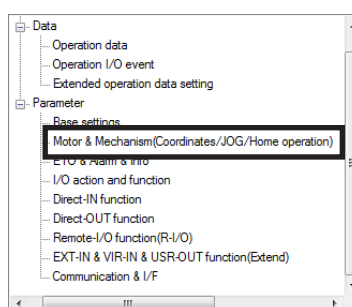 Data
Operation data
Operation I/O event
Extended operation data setting
Parameter
Base settings
Motor & Mechanism(Coordinates/JOG/Home operation)
ETO & Alarm & Info
I/O action and function
Direct-IN function
Direct-OUT function
Remote-I/O function(R-I/O)
EXT-IN & VIR-IN & USR-OUT function(Extend)
Communication & I/F